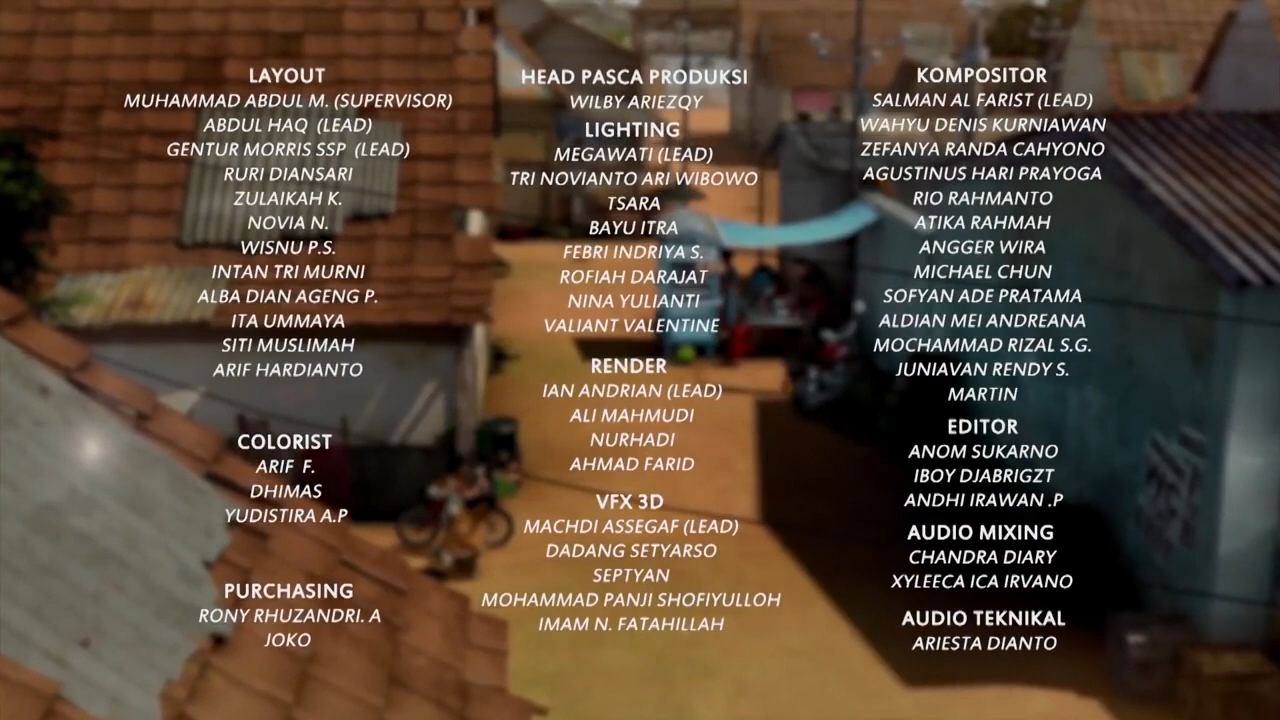 LAYOUT
MUHAMMAD ABDUL M. (SUPERVISOR)
ABDUL HAQ (LEAD)
GENTUR MORRIS SSP (LEAD)
RURI DIANSARI
ZULAIKAH K.
NOVIA N.
WISNU P.S.
INTAN TRI MURNI
ALBA DIAN AGENG P.
ITA UMMAYA
SITI MUSLIMAH
ARIF HARDIANTO
COLORIST
ARIF F.
DHIMAS
YUDISTIRA A.P
PURCHASING
RONY RHUZANDRI. A
JOKO
HEAD PASCA PRODUKSI
WILBY ARIEZQY
LIGHTING
MEGAWATI (LEAD)
TRI NOVIANTO ARI WIBOWO
TSARA
BAYU ITRA
FEBRI INDRIYA S.
ROFIAH DARAJAT
NINA YULIANTI
VALIANT VALENTINE
RENDER
IAN ANDRIAN (LEAD)
ALI MAHMUDI
NURHADI
AHMAD FARID
VFX 3D
MACHDI ASSEGAF (LEAD)
DADANG SETYARSO
SEPTYAN
MOHAMMAD PANJI SHOFIYULLOH
IMAM N. FATAHILLAH
KOMPOSITOR
SALMAN AL FARIST (LEAD)
WAHYU DENIS KURNIAWAN
ZEFANYA RANDA CAHYONO
AGUSTINUS HARI PRAYOGA
RIO RAHMANTO
ATIKA RAHMAH
ANGGER WIRA
MICHAEL CHUN
SOFYAN ADE PRATAMA
ALDIAN MEI ANDREANA
MOCHAMMAD RIZAL S.G.
JUNIAVAN RENDY S.
MARTIN
EDITOR
ANOM SUKARNO
IBOY DJABRIGZT
ANDHI IRAWAN .P
AUDIO MIXING
CHANDRA DIARY
XYLEECA ICA IRVANO
AUDIO TEKNIKAL
ARIESTA DIANTO